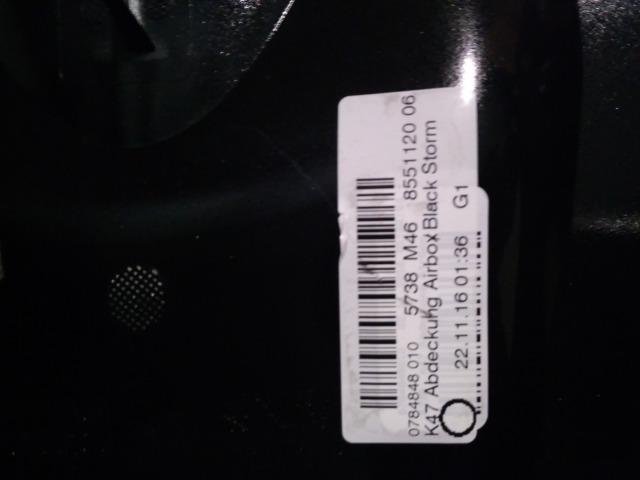 0784848 010 5738 M46 8551120 06
K47 Abdeckung Airbox Black Storm
22.11.16 01:36 G1